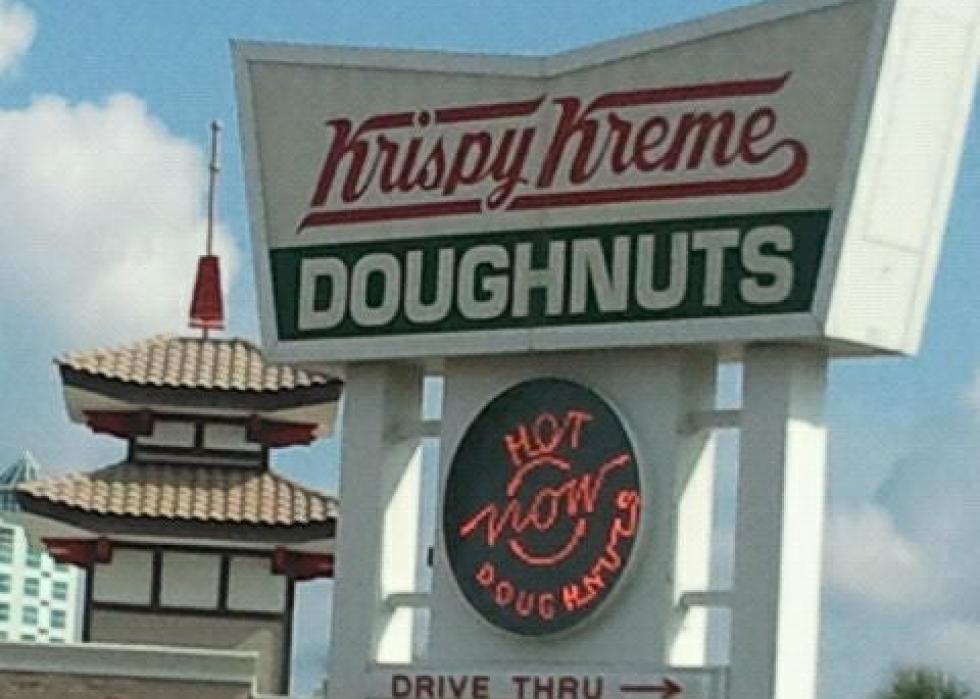 Krispy Kreme
DOUGHNUTS
HOT
NOW
DOUGHNUTS
DRIVE THRU →